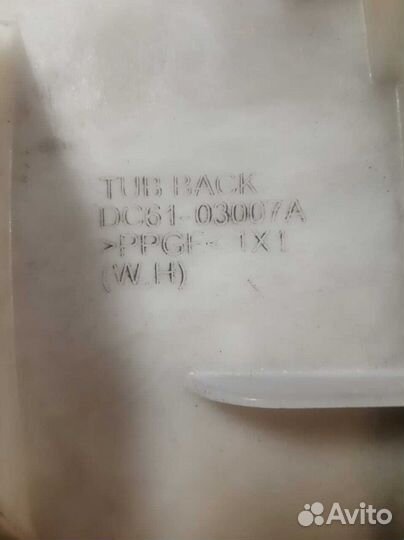 TUB BACK
DC61-03007A
>PPGF< 1X1
(W.H)
Avito